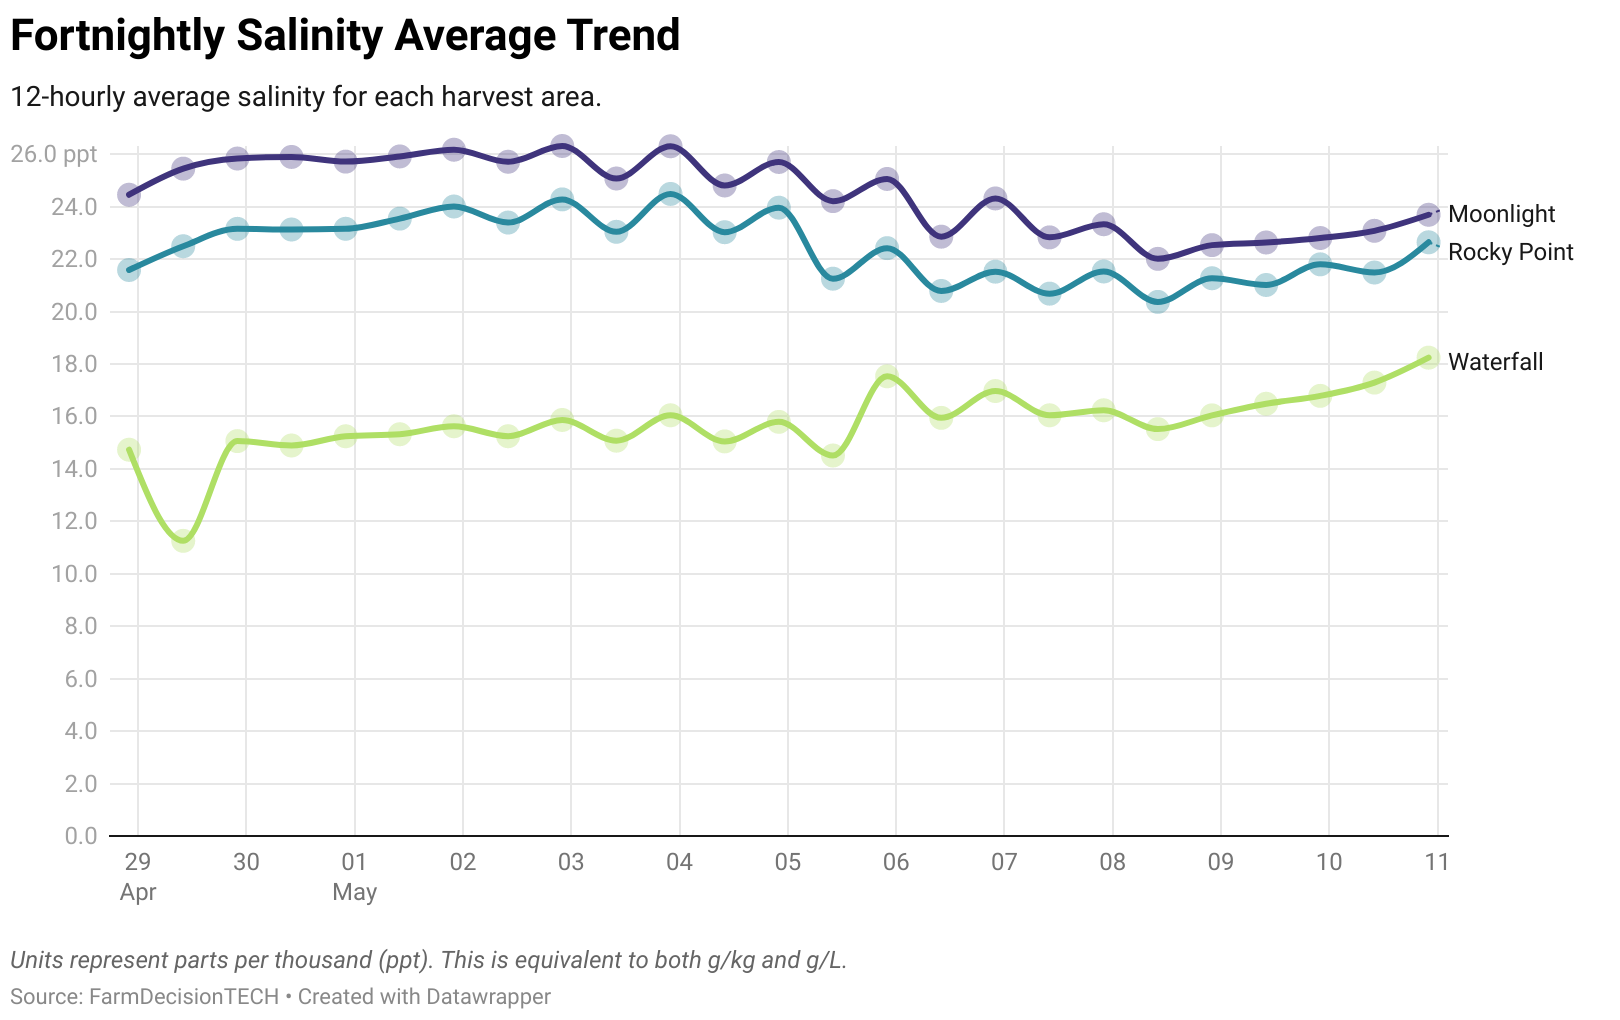 Fortnightly Salinity Average Trend
12-hourly average salinity for each harvest area.
26.0 ppt
24.0
22.0
20.0
18.0
16.0
14.0
12.0
10.0
8.0
6.0
4.0
2.0
0.0
Moonlight
Rocky Point
Waterfall
29 30 01 02 03 04 05 06 07 08 09 10 11
Apr May
Units represent parts per thousand (ppt). This is equivalent to both g/kg and g/L.
Source: FarmDecisionTECH • Created with Datawrapper